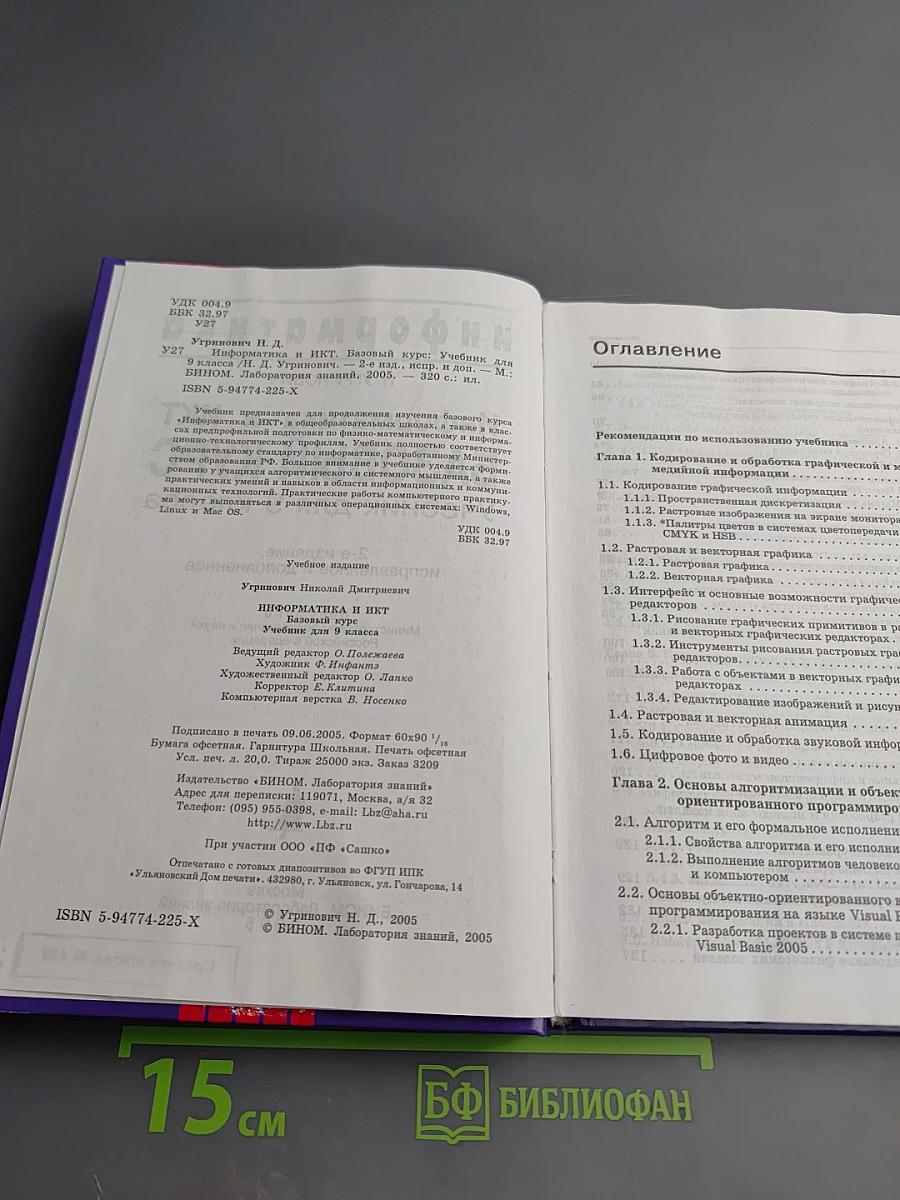 УДК 004.9
ББК 32.97
У27
Угринович Н. Д.
У27 Информатика и ИКТ. Базовый курс: Учебник для
9 класса /Н. Д. Угринович. — 2-е изд., испр. и доп. — М.:
БИНОМ. Лаборатория знаний, 2005. — 320 с.: ил.
ISBN 5-94774-225-X
Учебник предназначен для продолжения изучения базового курса
«Информатика и ИКТ» в общеобразовательных школах, а также в клас-
сах предпрофильной подготовки по физико-математическому и информа-
ционно-технологическому профилям. Учебник полностью соответствует
образовательному стандарту по информатике, разработанному Министер-
ством образования РФ. Большое внимание в учебнике уделяется форми-
рованию у учащихся алгоритмического и системного мышления, а также
практических умений и навыков в области информационных и коммуни-
кационных технологий. Практические работы компьютерного практику-
ма могут выполняться в различных операционных системах: Windows,
Linux и Mac OS.
УДК 004.9
ББК 32.97
Учебное издание
Угринович Николай Дмитриевич
ИНФОРМАТИКА И ИКТ
Базовый курс
Учебник для 9 класса
Ведущий редактор О. Полежаева
Художник Ф. Инфантэ
Художественный редактор О. Лапко
Корректор Е. Клитина
Компьютерная верстка В. Носенко
Подписано в печать 09.06.2005. Формат 60х90 1/16
Бумага офсетная. Гарнитура Школьная. Печать офсетная
Усл. печ. л. 20,0. Тираж 25000 экз. Заказ 3209
Издательство «БИНОМ. Лаборатория знаний»
Адрес для переписки: 119071, Москва, а/я 32
Телефон: (095) 955-0398, e-mail: Lbz@aha.ru
http://www.Lbz.ru
При участии ООО «ПФ «Сашко»
Отпечатано с готовых диапозитивов во ФГУП ИПК
«Ульяновский Дом печати». 432980, г. Ульяновск, ул. Гончарова, 14
ISBN 5-94774-225-X
© Угринович Н. Д., 2005
© БИНОМ. Лаборатория знаний, 2005
Оглавление
Рекомендации по использованию учебника . . . . . . .
Глава 1. Кодирование и обработка графической и м
медийной информации . . . . . . . . . . . . .
1.1. Кодирование графической информации . . . . . . .
1.1.1. Пространственная дискретизация . . . . . . .
1.1.2. Растровые изображения на экране монитора
1.1.3. *Палитры цветов в системах цветопередачи
CMYK и HSB . . . . . . . . . . . . . . . . .
1.2. Растровая и векторная графика . . . . . . . . . .
1.2.1. Растровая графика . . . . . . . . . . . . . .
1.2.2. Векторная графика . . . . . . . . . . . . . .
1.3. Интерфейс и основные возможности графичес
редакторов . . . . . . . . . . . . . . . . . . . . .
1.3.1. Рисование графических примитивов в ра
и векторных графических редакторах .
1.3.2. Инструменты рисования растровых гра
редакторов . . . . . . . . . . . . . . . . . .
1.3.3. Работа с объектами в векторных графи
редакторах . . . . . . . . . . . . . . . . . .
1.3.4. Редактирование изображений и рисун
1.4. Растровая и векторная анимация . . . . . . .
1.5. Кодирование и обработка звуковой инфор
1.6. Цифровое фото и видео . . . . . . . . . . .
Глава 2. Основы алгоритмизации и объект
ориентированного программиро
2.1. Алгоритм и его формальное исполнени
2.1.1. Свойства алгоритма и его исполни
2.1.2. Выполнение алгоритмов человеко
и компьютером . . . . . . . . . . .
2.2. Основы объектно-ориентированного в
программирования на языке Visual B
2.2.1. Разработка проектов в системе п
Visual Basic 2005 . . . . . . . . .
15 см
БФ БИБЛИОФАН